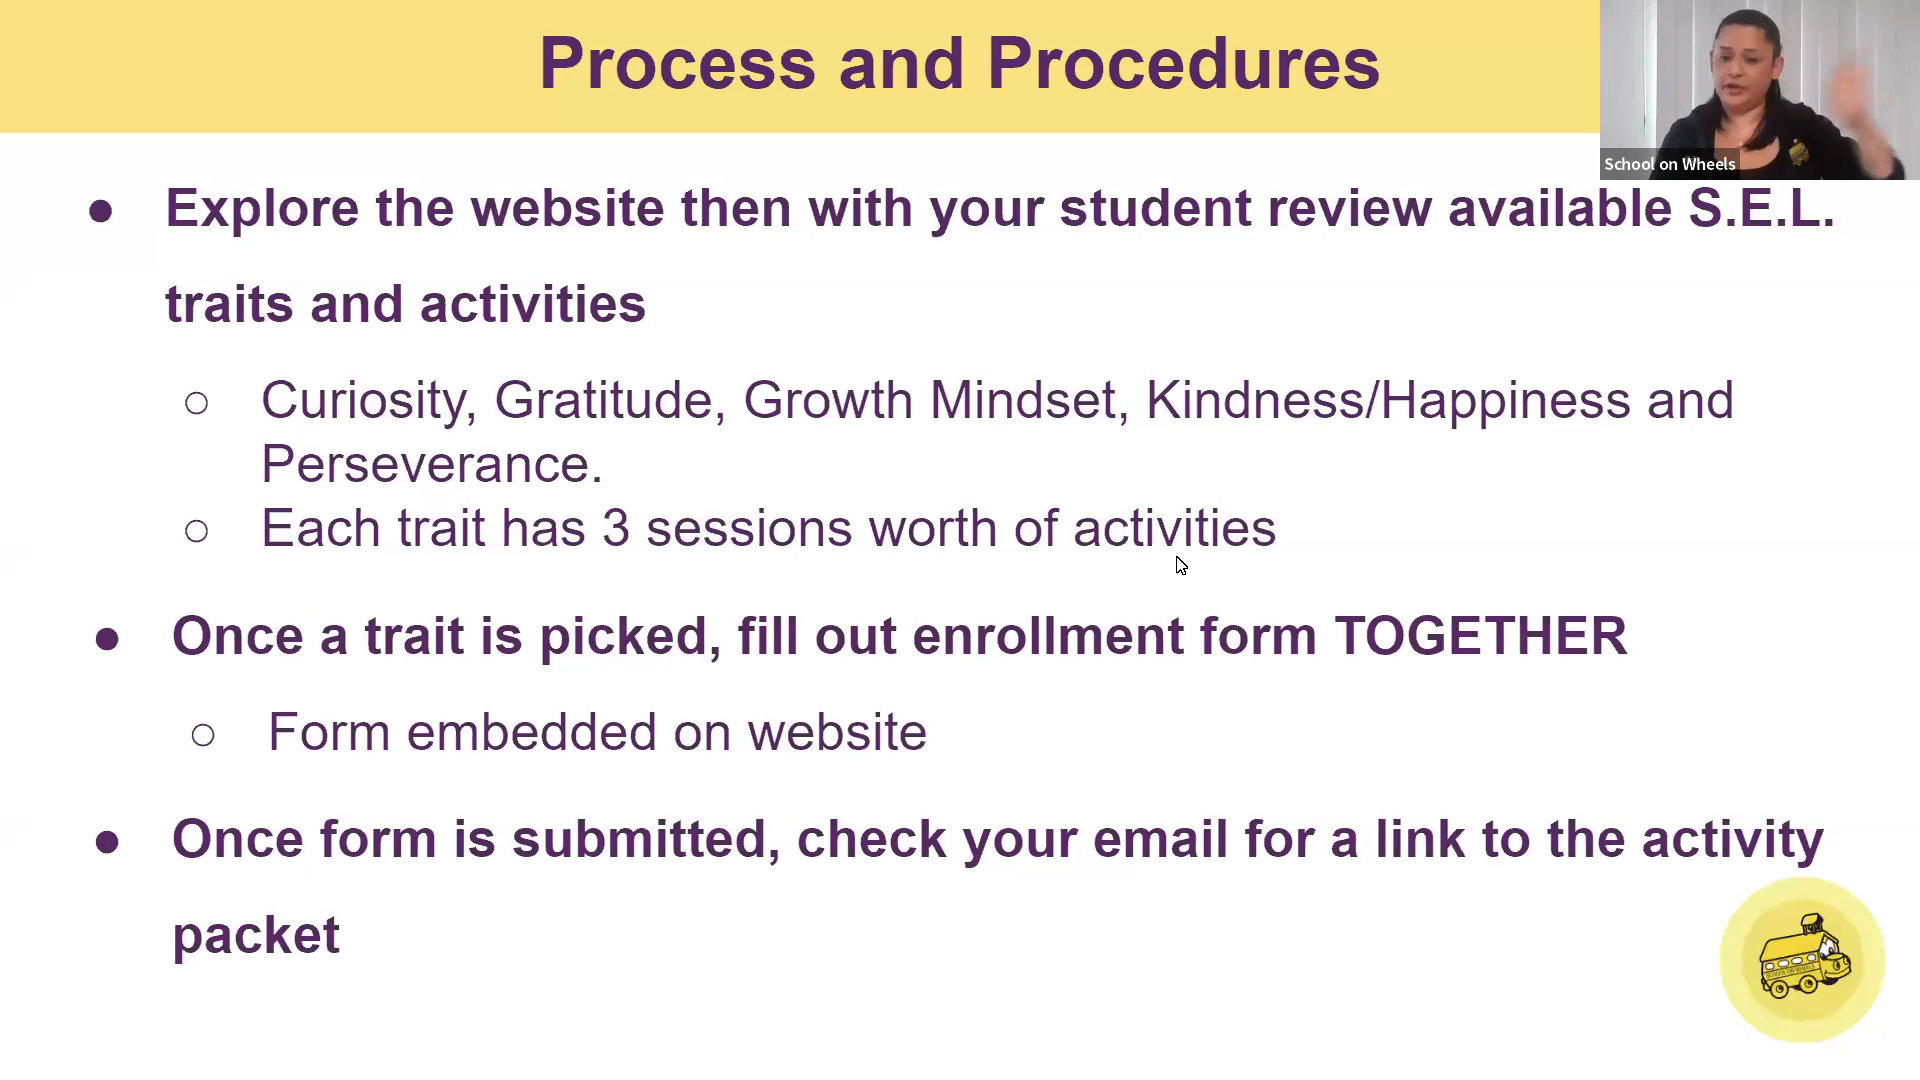 Process and Procedures
School on Wheels
● Explore the website then with your student review available S.E.L.
traits and activities
○ Curiosity, Gratitude, Growth Mindset, Kindness/Happiness and
Perseverance.
○ Each trait has 3 sessions worth of activities
● Once a trait is picked, fill out enrollment form TOGETHER
○ Form embedded on website
● Once form is submitted, check your email for a link to the activity
packet
SCHOOL ON WHEELS